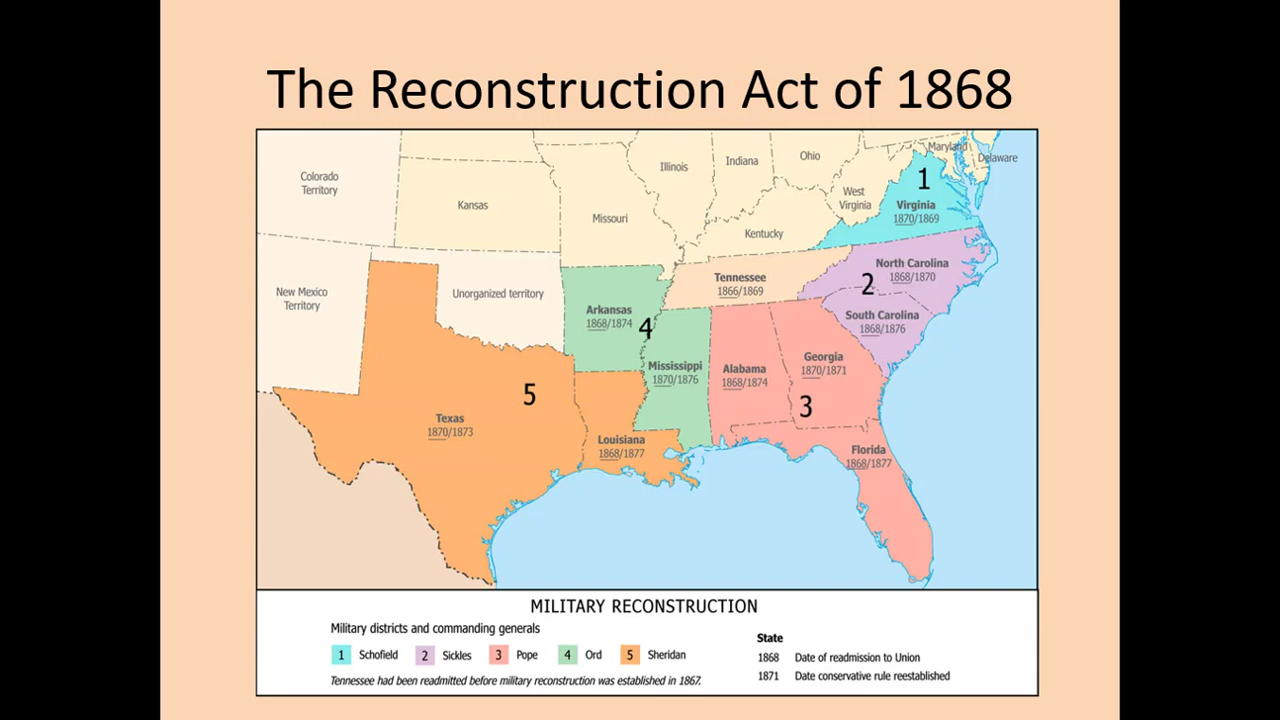 The Reconstruction Act of 1868
Colorado
Territory
Kansas
Missouri
Illinois
Indiana
Ohio
West
Virginia
Maryland
Delaware
Kentucky
1
Virginia
1870/1869
New Mexico
Territory
Unorganized territory
Tennessee
1866/1869
2
North Carolina
1868/1870
South Carolina
1868/1876
Arkansas
1868/1874
4
Mississippi
1870/1876
Alabama
1868/1874
Georgia
1870/1871
3
5
Texas
1870/1873
Louisiana
1868/1877
Florida
1868/1877
MILITARY RECONSTRUCTION
Military districts and commanding generals
1 Schofield 2 Sickles 3 Pope 4 Ord 5 Sheridan
Tennessee had been readmitted before military reconstruction was established in 1867.
State
1868 Date of readmission to Union
1871 Date conservative rule reestablished